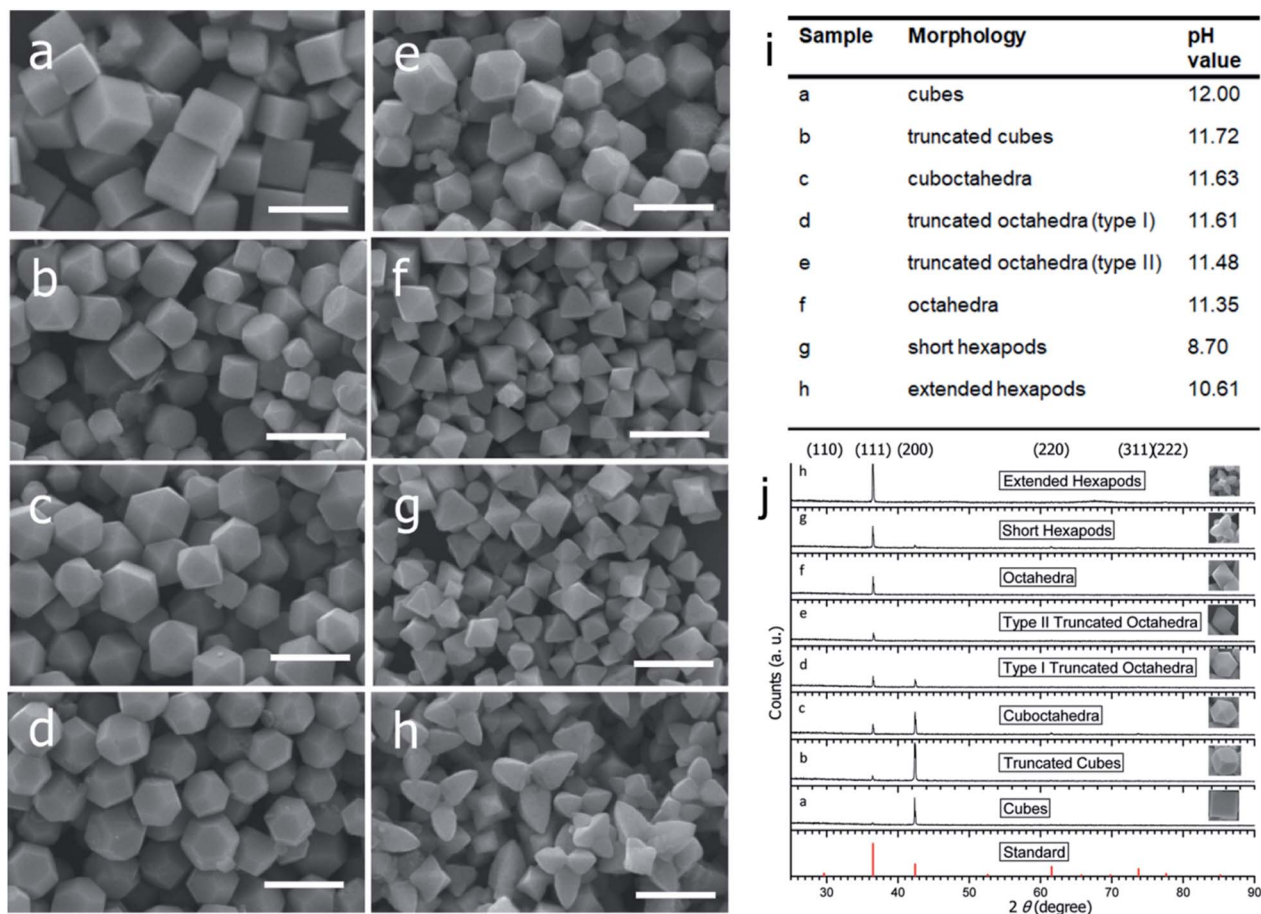 a
b
c
d
e
f
g
h
i
Sample Morphology pH value
a cubes 12.00
b truncated cubes 11.72
c cuboctahedra 11.63
d truncated octahedra (type I) 11.61
e truncated octahedra (type II) 11.48
f octahedra 11.35
g short hexapods 8.70
h extended hexapods 10.61
j
(110) (111) (200) (220) (311) (222)
h Extended Hexapods
g Short Hexapods
f Octahedra
e Type II Truncated Octahedra
d Type I Truncated Octahedra
c Cuboctahedra
b Truncated Cubes
a Cubes
Standard
Counts (a. u.)
30 40 50 60 70 80 90
2 θ (degree)